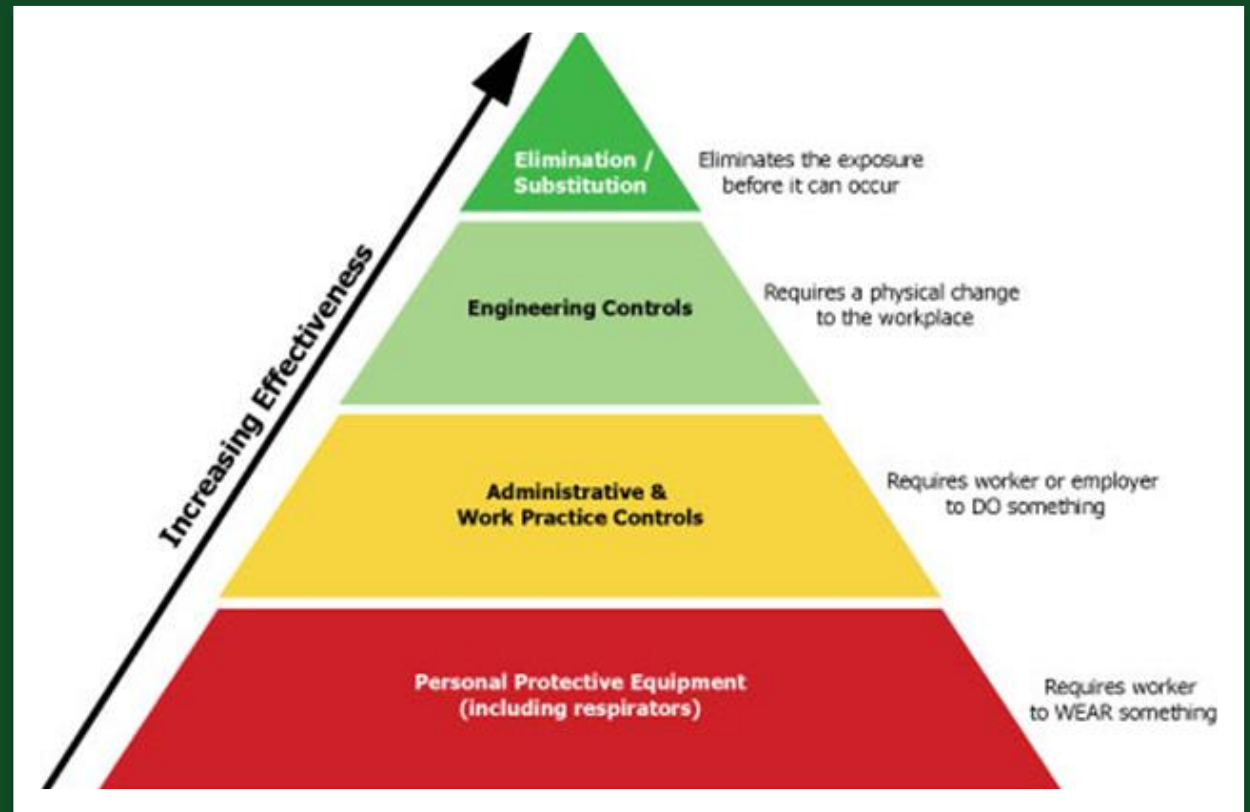 Elimination /
Substitution
Eliminates the exposure
before it can occur
Engineering Controls
Requires a physical change
to the workplace
Increasing Effectiveness
Administrative &
Work Practice Controls
Requires worker or employer
to DO something
Personal Protective Equipment
(including respirators)
Requires worker
to WEAR something